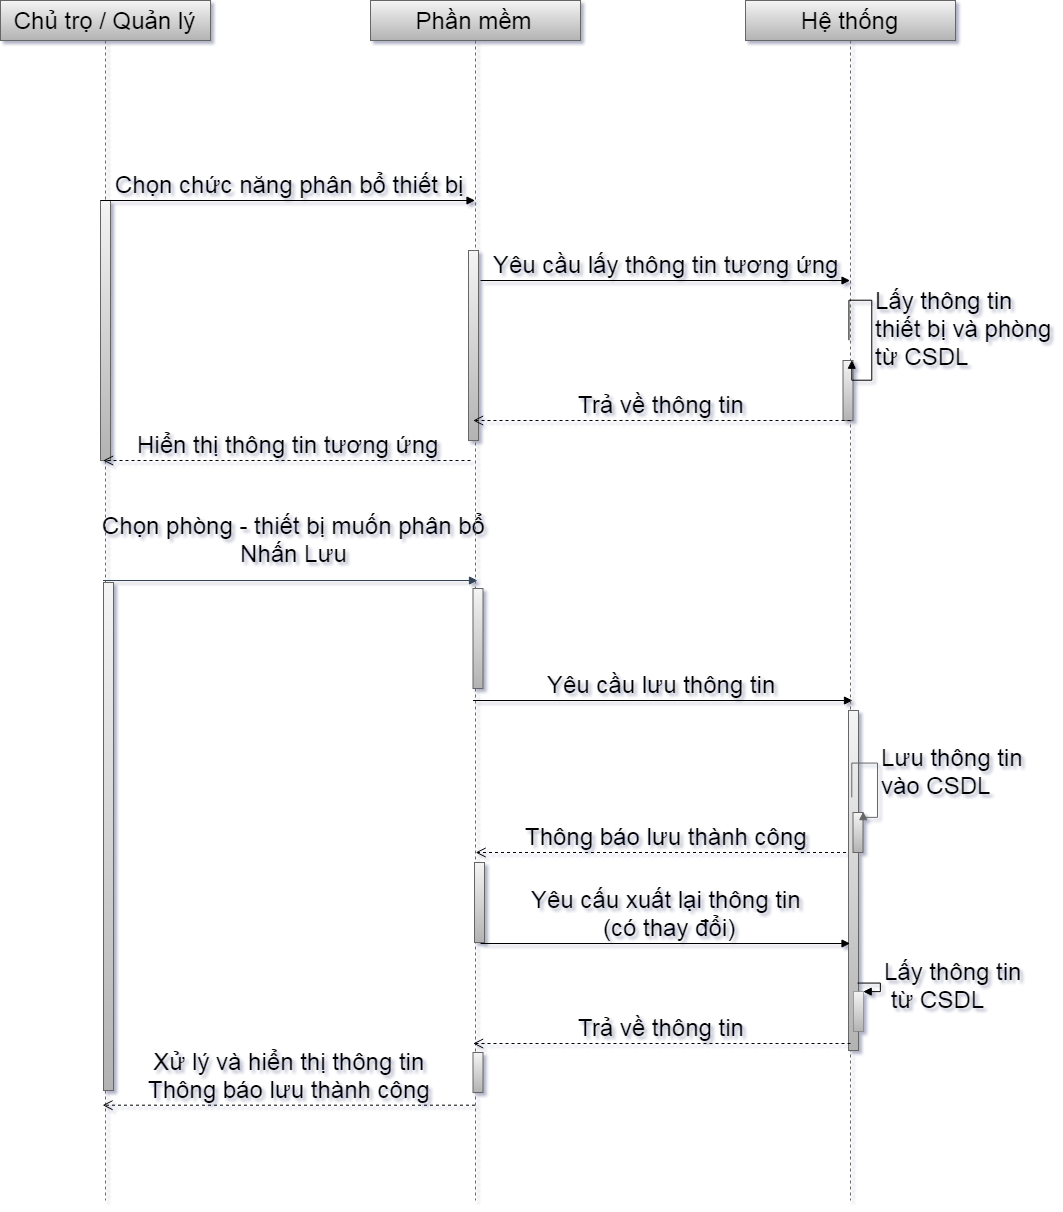 Chủ trọ / Quản lý
Phần mềm
Hệ thống
Chọn chức năng phân bổ thiết bị
Yêu cầu lấy thông tin tương ứng
Lấy thông tin
thiết bị và phòng
từ CSDL
Trả về thông tin
Hiển thị thông tin tương ứng
Chọn phòng - thiết bị muốn phân bổ
Nhấn Lưu
Yêu cầu lưu thông tin
Lưu thông tin
vào CSDL
Thông báo lưu thành công
Yêu cấu xuất lại thông tin
(có thay đổi)
Lấy thông tin
từ CSDL
Trả về thông tin
Xử lý và hiển thị thông tin
Thông báo lưu thành công